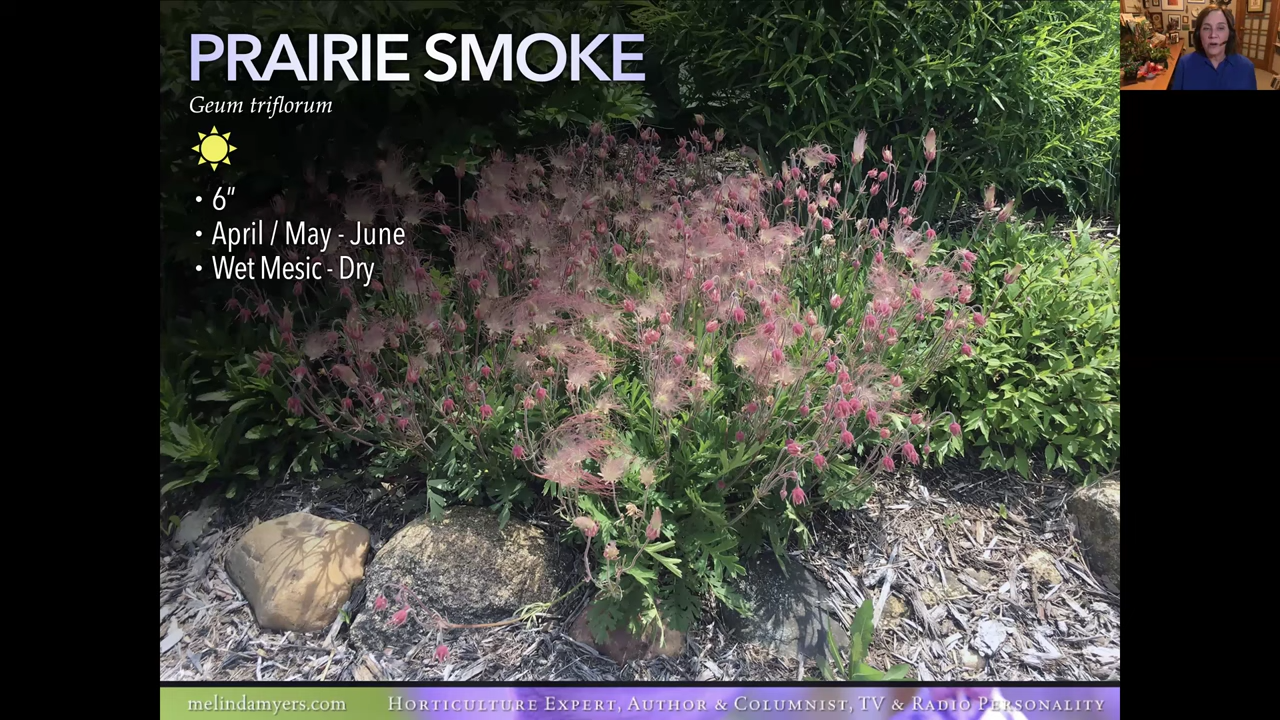 PRAIRIE SMOKE
Geum triflorum
• 6"
• April / May - June
• Wet Mesic - Dry
melindamyers.com Horticulture Expert, Author & Columnist, TV & Radio Personality